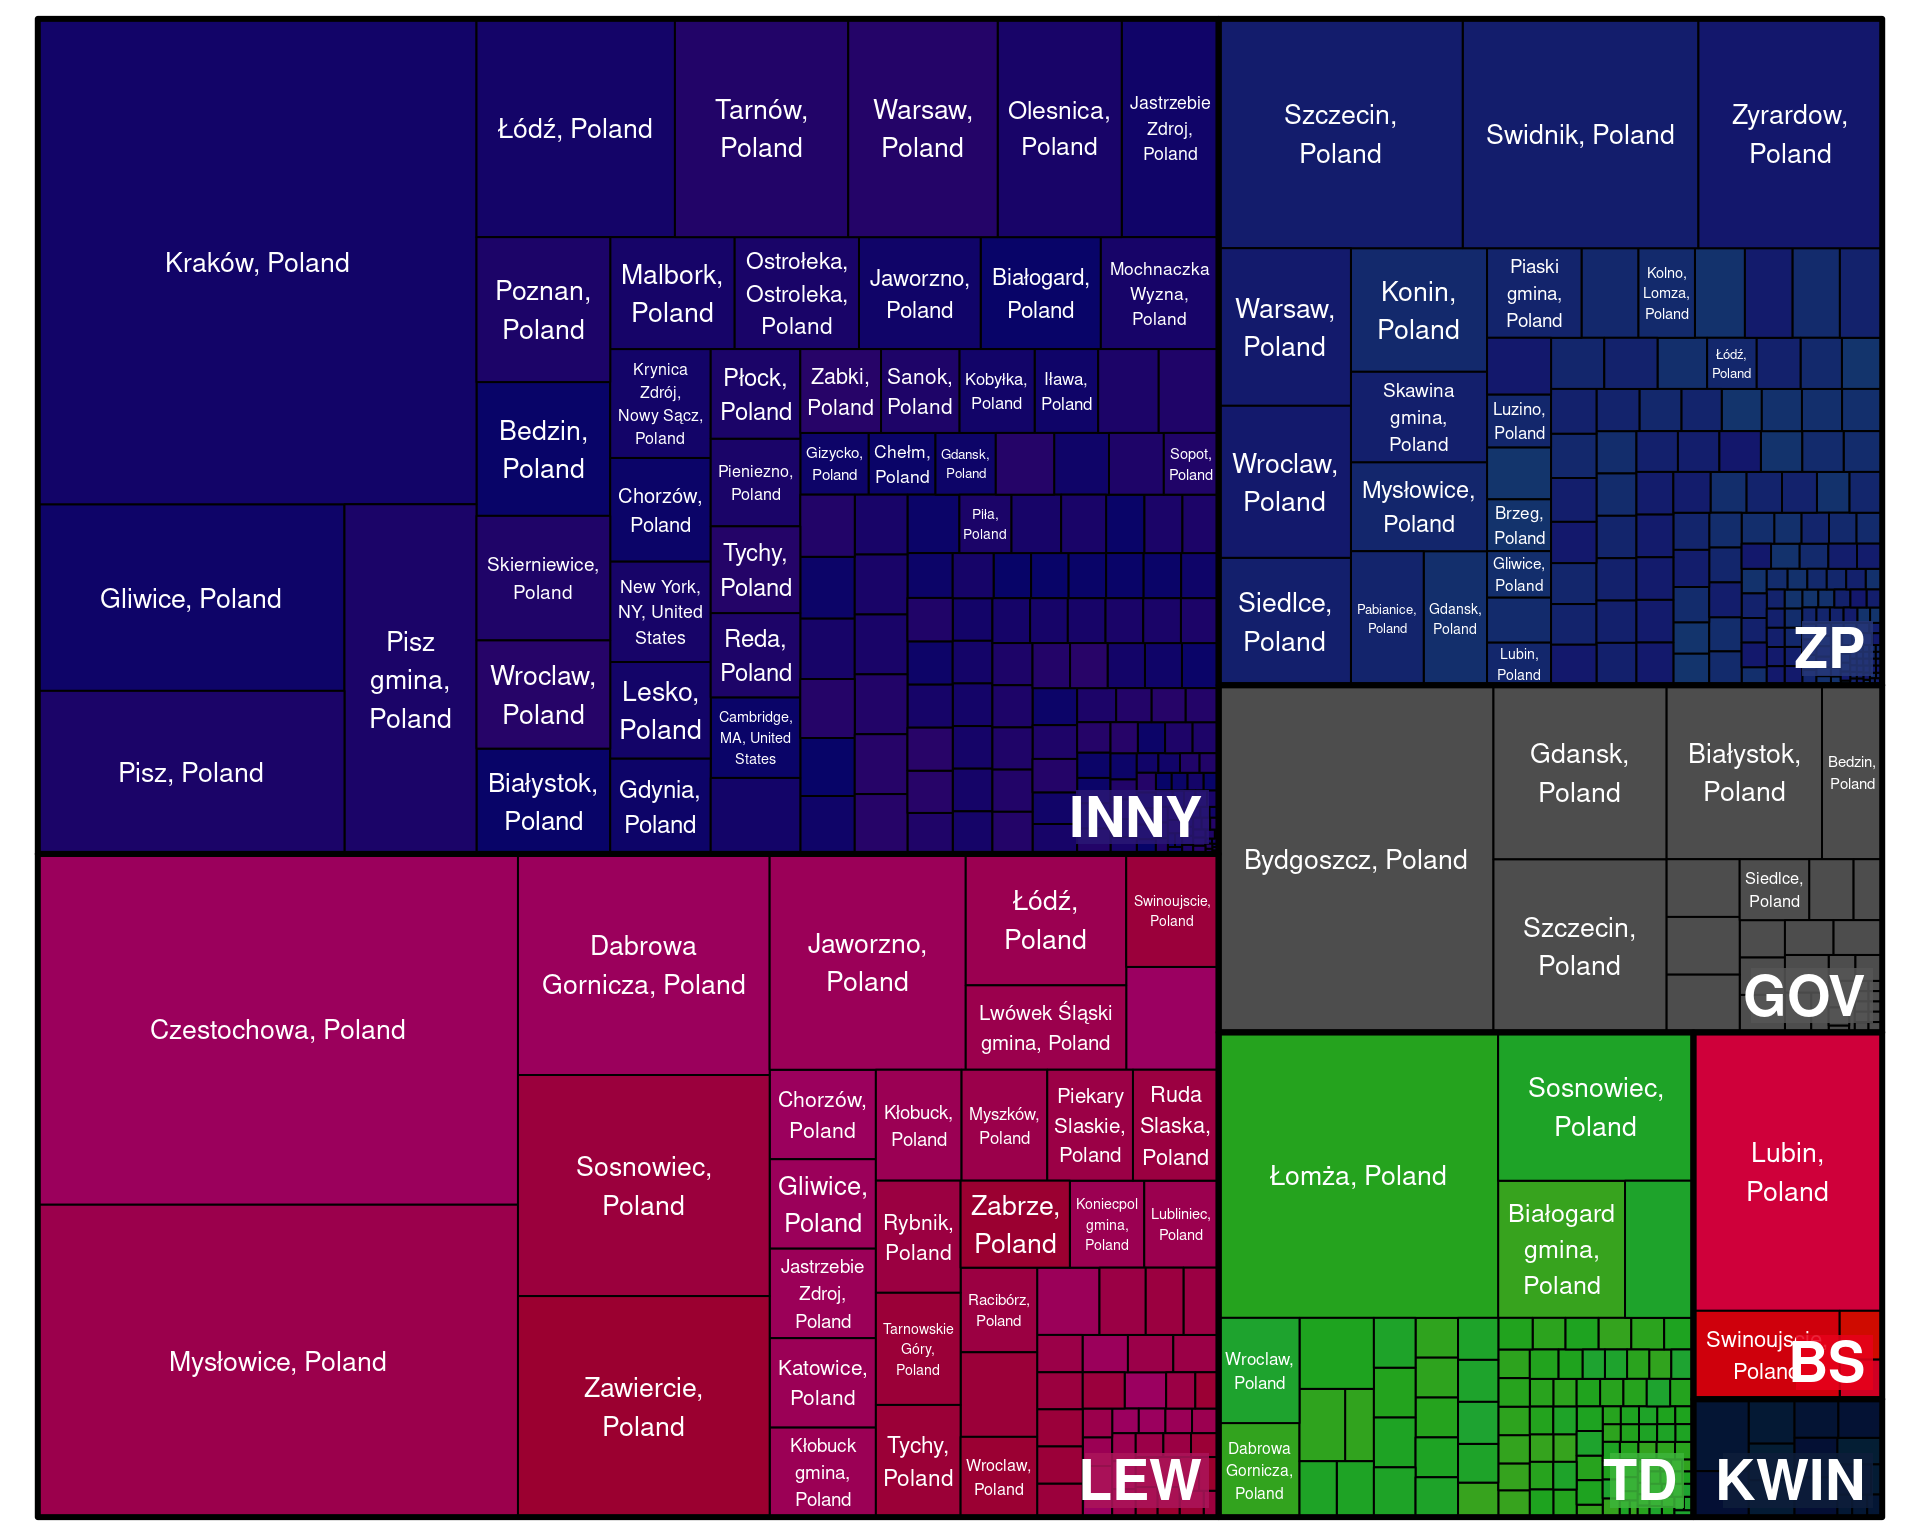 Kraków, Poland
Gliwice, Poland
Pisz, Poland
Pisz
gmina,
Poland
Łódź, Poland
Tarnów,
Poland
Warsaw,
Poland
Olesnica,
Poland
Jastrzebie
Zdroj,
Poland
Poznan,
Poland
Bedzin,
Poland
Skierniewice,
Poland
Wroclaw,
Poland
Białystok,
Poland
Malbork,
Poland
Ostrołeka,
Ostroleka,
Poland
Jaworzno,
Poland
Białogard,
Poland
Mochnaczka
Wyzna,
Poland
Krynica
Zdrój,
Nowy Sącz,
Poland
Chorzów,
Poland
New York,
NY, United
States
Lesko,
Poland
Gdynia,
Poland
Płock,
Poland
Pieniezno,
Poland
Tychy,
Poland
Reda,
Poland
Cambridge,
MA, United
States
Zabki,
Poland
Sanok,
Poland
Kobyłka,
Poland
Iława,
Poland
Gizycko,
Poland
Chełm,
Poland
Gdansk,
Poland
Sopot,
Poland
Piła,
Poland
INNY
Szczecin,
Poland
Swidnik, Poland
Zyrardow,
Poland
Warsaw,
Poland
Wroclaw,
Poland
Siedlce,
Poland
Konin,
Poland
Skawina
gmina,
Poland
Mysłowice,
Poland
Pabianice,
Poland
Gdansk,
Poland
Piaski
gmina,
Poland
Kolno,
Lomza,
Poland
Łódź,
Poland
Luzino,
Poland
Brzeg,
Poland
Gliwice,
Poland
Lubin,
Poland
ZP
Bydgoszcz, Poland
Gdansk,
Poland
Białystok,
Poland
Bedzin,
Poland
Szczecin,
Poland
Siedlce,
Poland
GOV
Czestochowa, Poland
Mysłowice, Poland
Dabrowa
Gornicza, Poland
Sosnowiec,
Poland
Zawiercie,
Poland
Jaworzno,
Poland
Łódź,
Poland
Swinoujscie,
Poland
Lwówek Śląski
gmina, Poland
Chorzów,
Poland
Gliwice,
Poland
Jastrzebie
Zdroj,
Poland
Katowice,
Poland
Kłobuck
gmina,
Poland
Kłobuck,
Poland
Myszków,
Poland
Piekary
Slaskie,
Poland
Ruda
Slaska,
Poland
Rybnik,
Poland
Tarnowskie
Góry,
Poland
Tychy,
Poland
Zabrze,
Poland
Koniecpol
gmina,
Poland
Lubliniec,
Poland
Racibórz,
Poland
Wroclaw,
Poland
LEW
Łomża, Poland
Sosnowiec,
Poland
Białogard
gmina,
Poland
Wroclaw,
Poland
Dabrowa
Gornicza,
Poland
TD
Lubin,
Poland
Swinoujscie
Poland
BS
KWIN